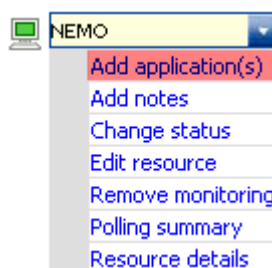 NEMO
Add application(s)
Add notes
Change status
Edit resource
Remove monitoring
Polling summary
Resource details